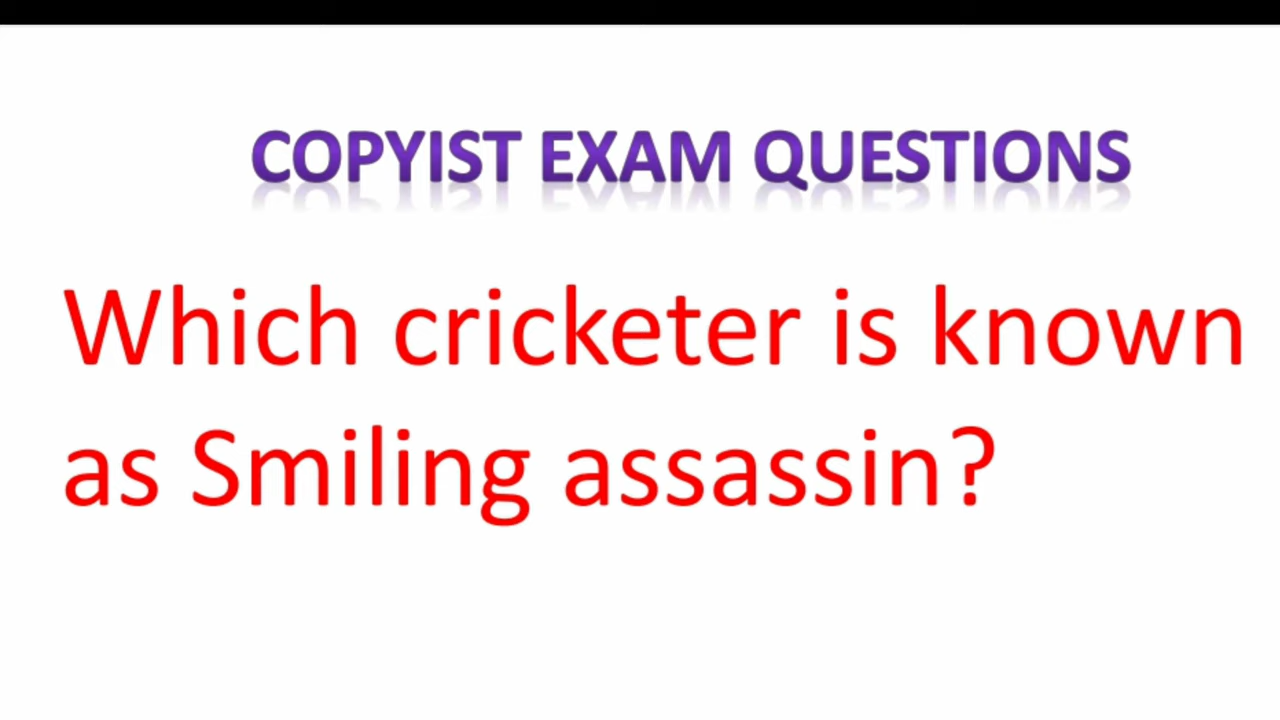 COPYIST EXAM QUESTIONS
Which cricketer is known
as Smiling assassin?